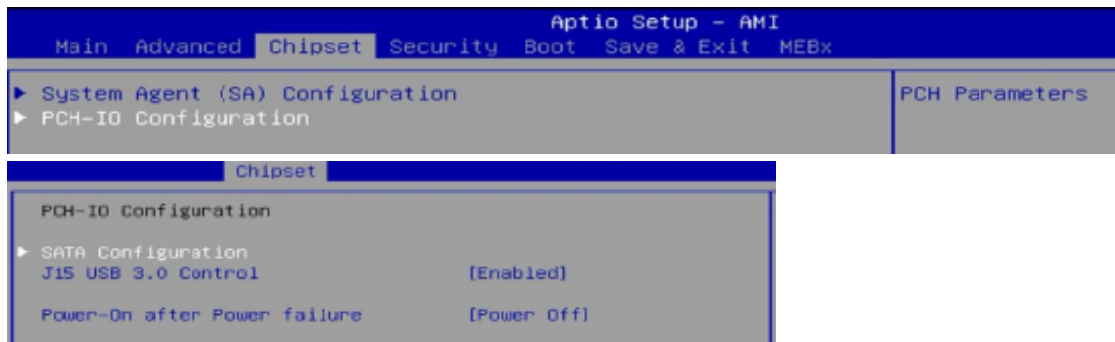 Aptio Setup - AMI
Main Advanced Chipset Security Boot Save & Exit MEBx
▶ System Agent (SA) Configuration
▶ PCH-IO Configuration
PCH Parameters
Chipset
PCH-IO Configuration
▶ SATA Configuration
J15 USB 3.0 Control [Enabled]
Power-On after Power failure [Power Off]